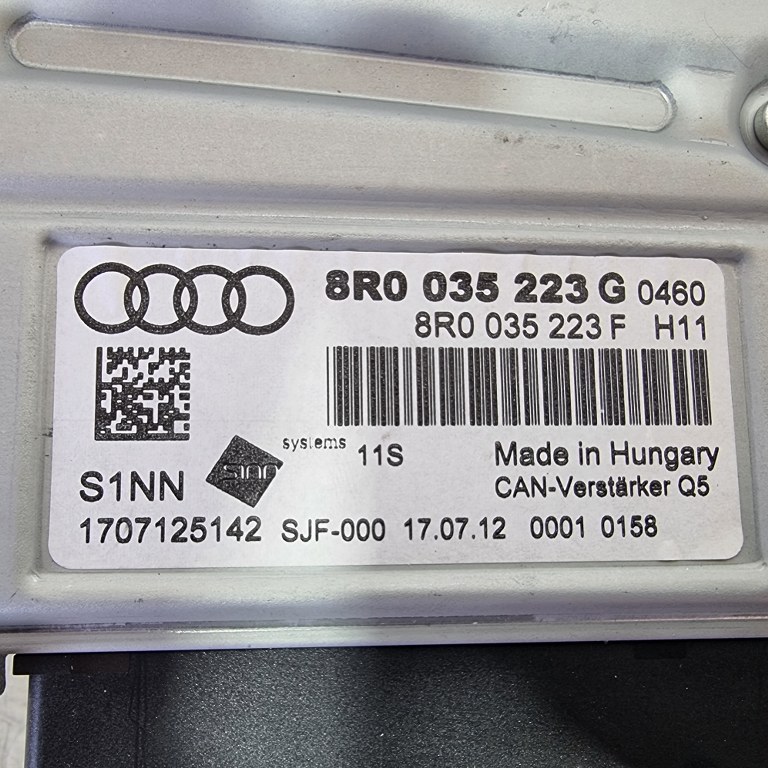 8R0 035 223 G 0460
8R0 035 223 F H11
sinn systems 11S
Made in Hungary
S1NN
CAN-Verstärker Q5
1707125142 SJF-000 17.07.12 0001 0158